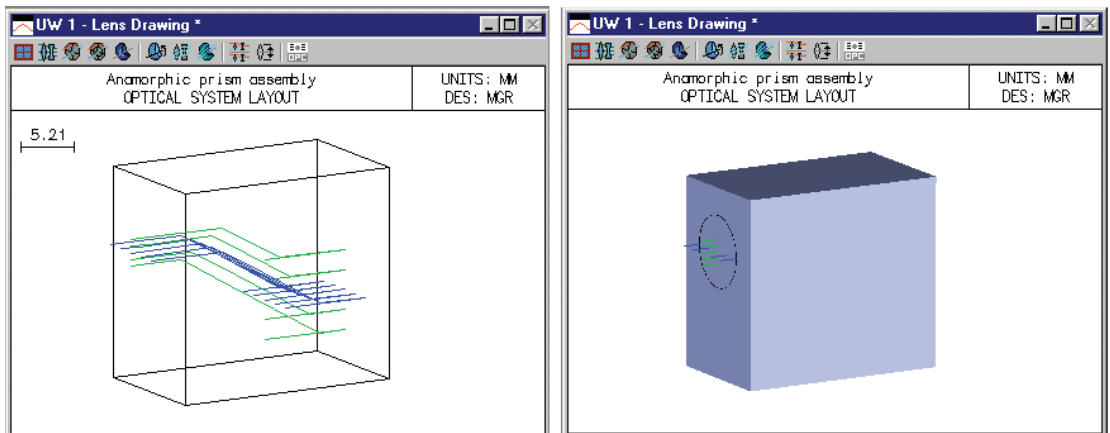 UW 1 - Lens Drawing *
Anamorphic prism assembly
OPTICAL SYSTEM LAYOUT
UNITS: MM
DES: MGR
5.21
UW 1 - Lens Drawing *
Anamorphic prism assembly
OPTICAL SYSTEM LAYOUT
UNITS: MM
DES: MGR